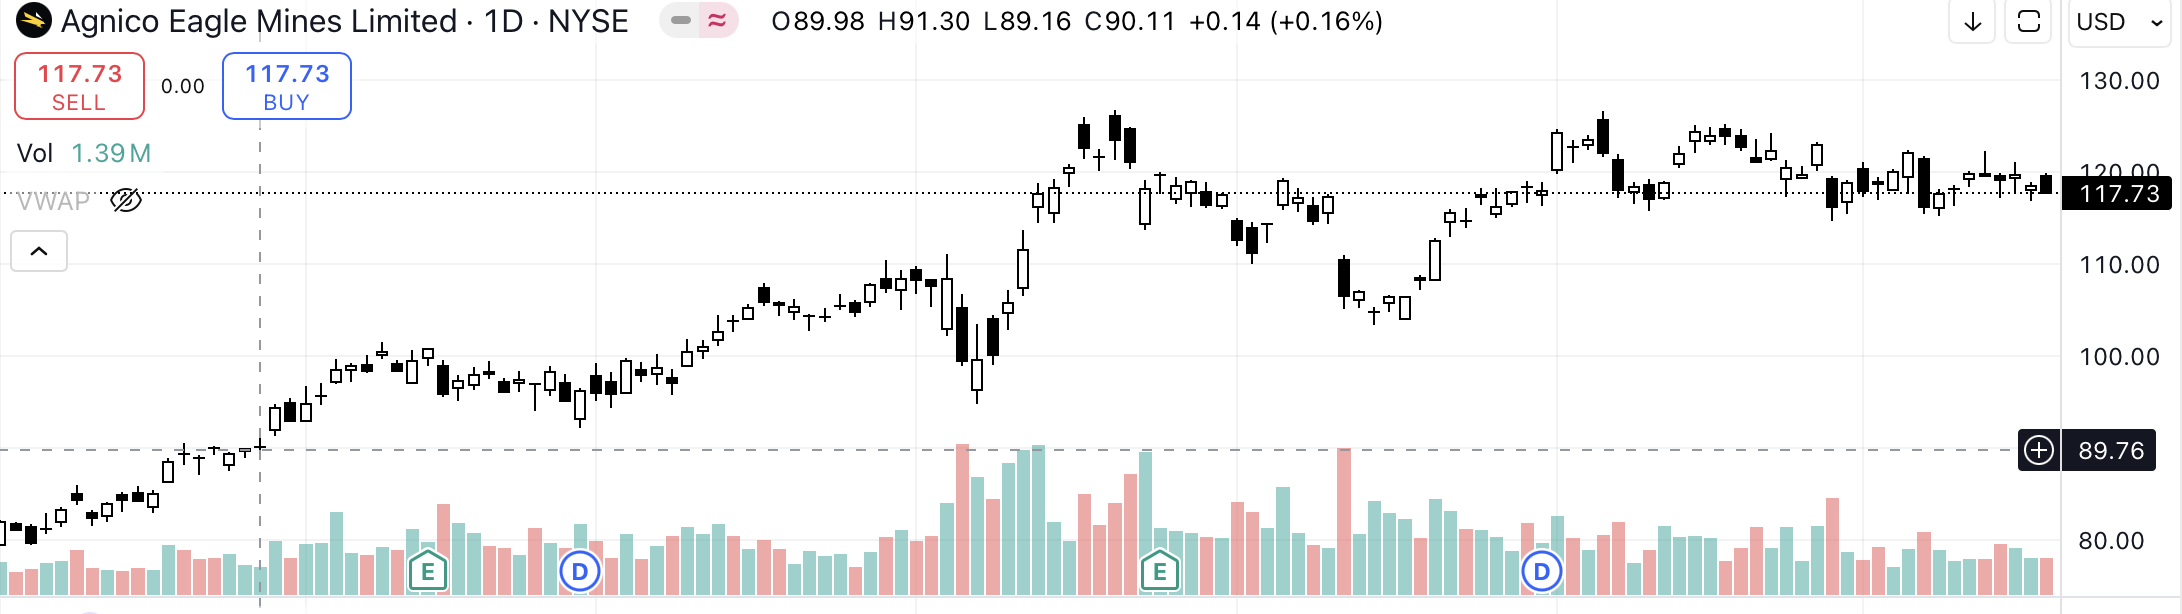 Agnico Eagle Mines Limited · 1D · NYSE
O89.98 H91.30 L89.16 C90.11 +0.14 (+0.16%)
USD
117.73
SELL
0.00
117.73
BUY
Vol 1.39 M
VWAP
130.00
120.00
117.73
110.00
100.00
89.76
80.00
E
D
E
D